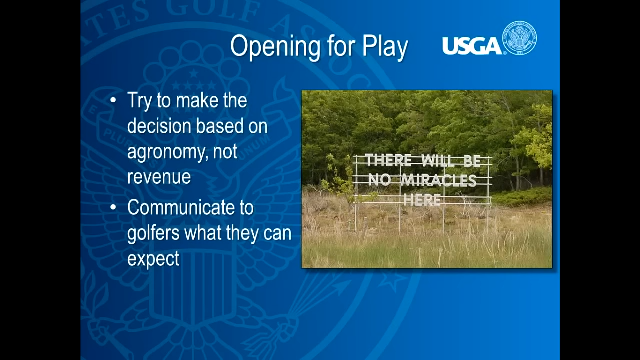 Opening for Play
USGA
• Try to make the
decision based on
agronomy, not
revenue
• Communicate to
golfers what they can
expect
THERE WILL BE
NO MIRACLES
HERE